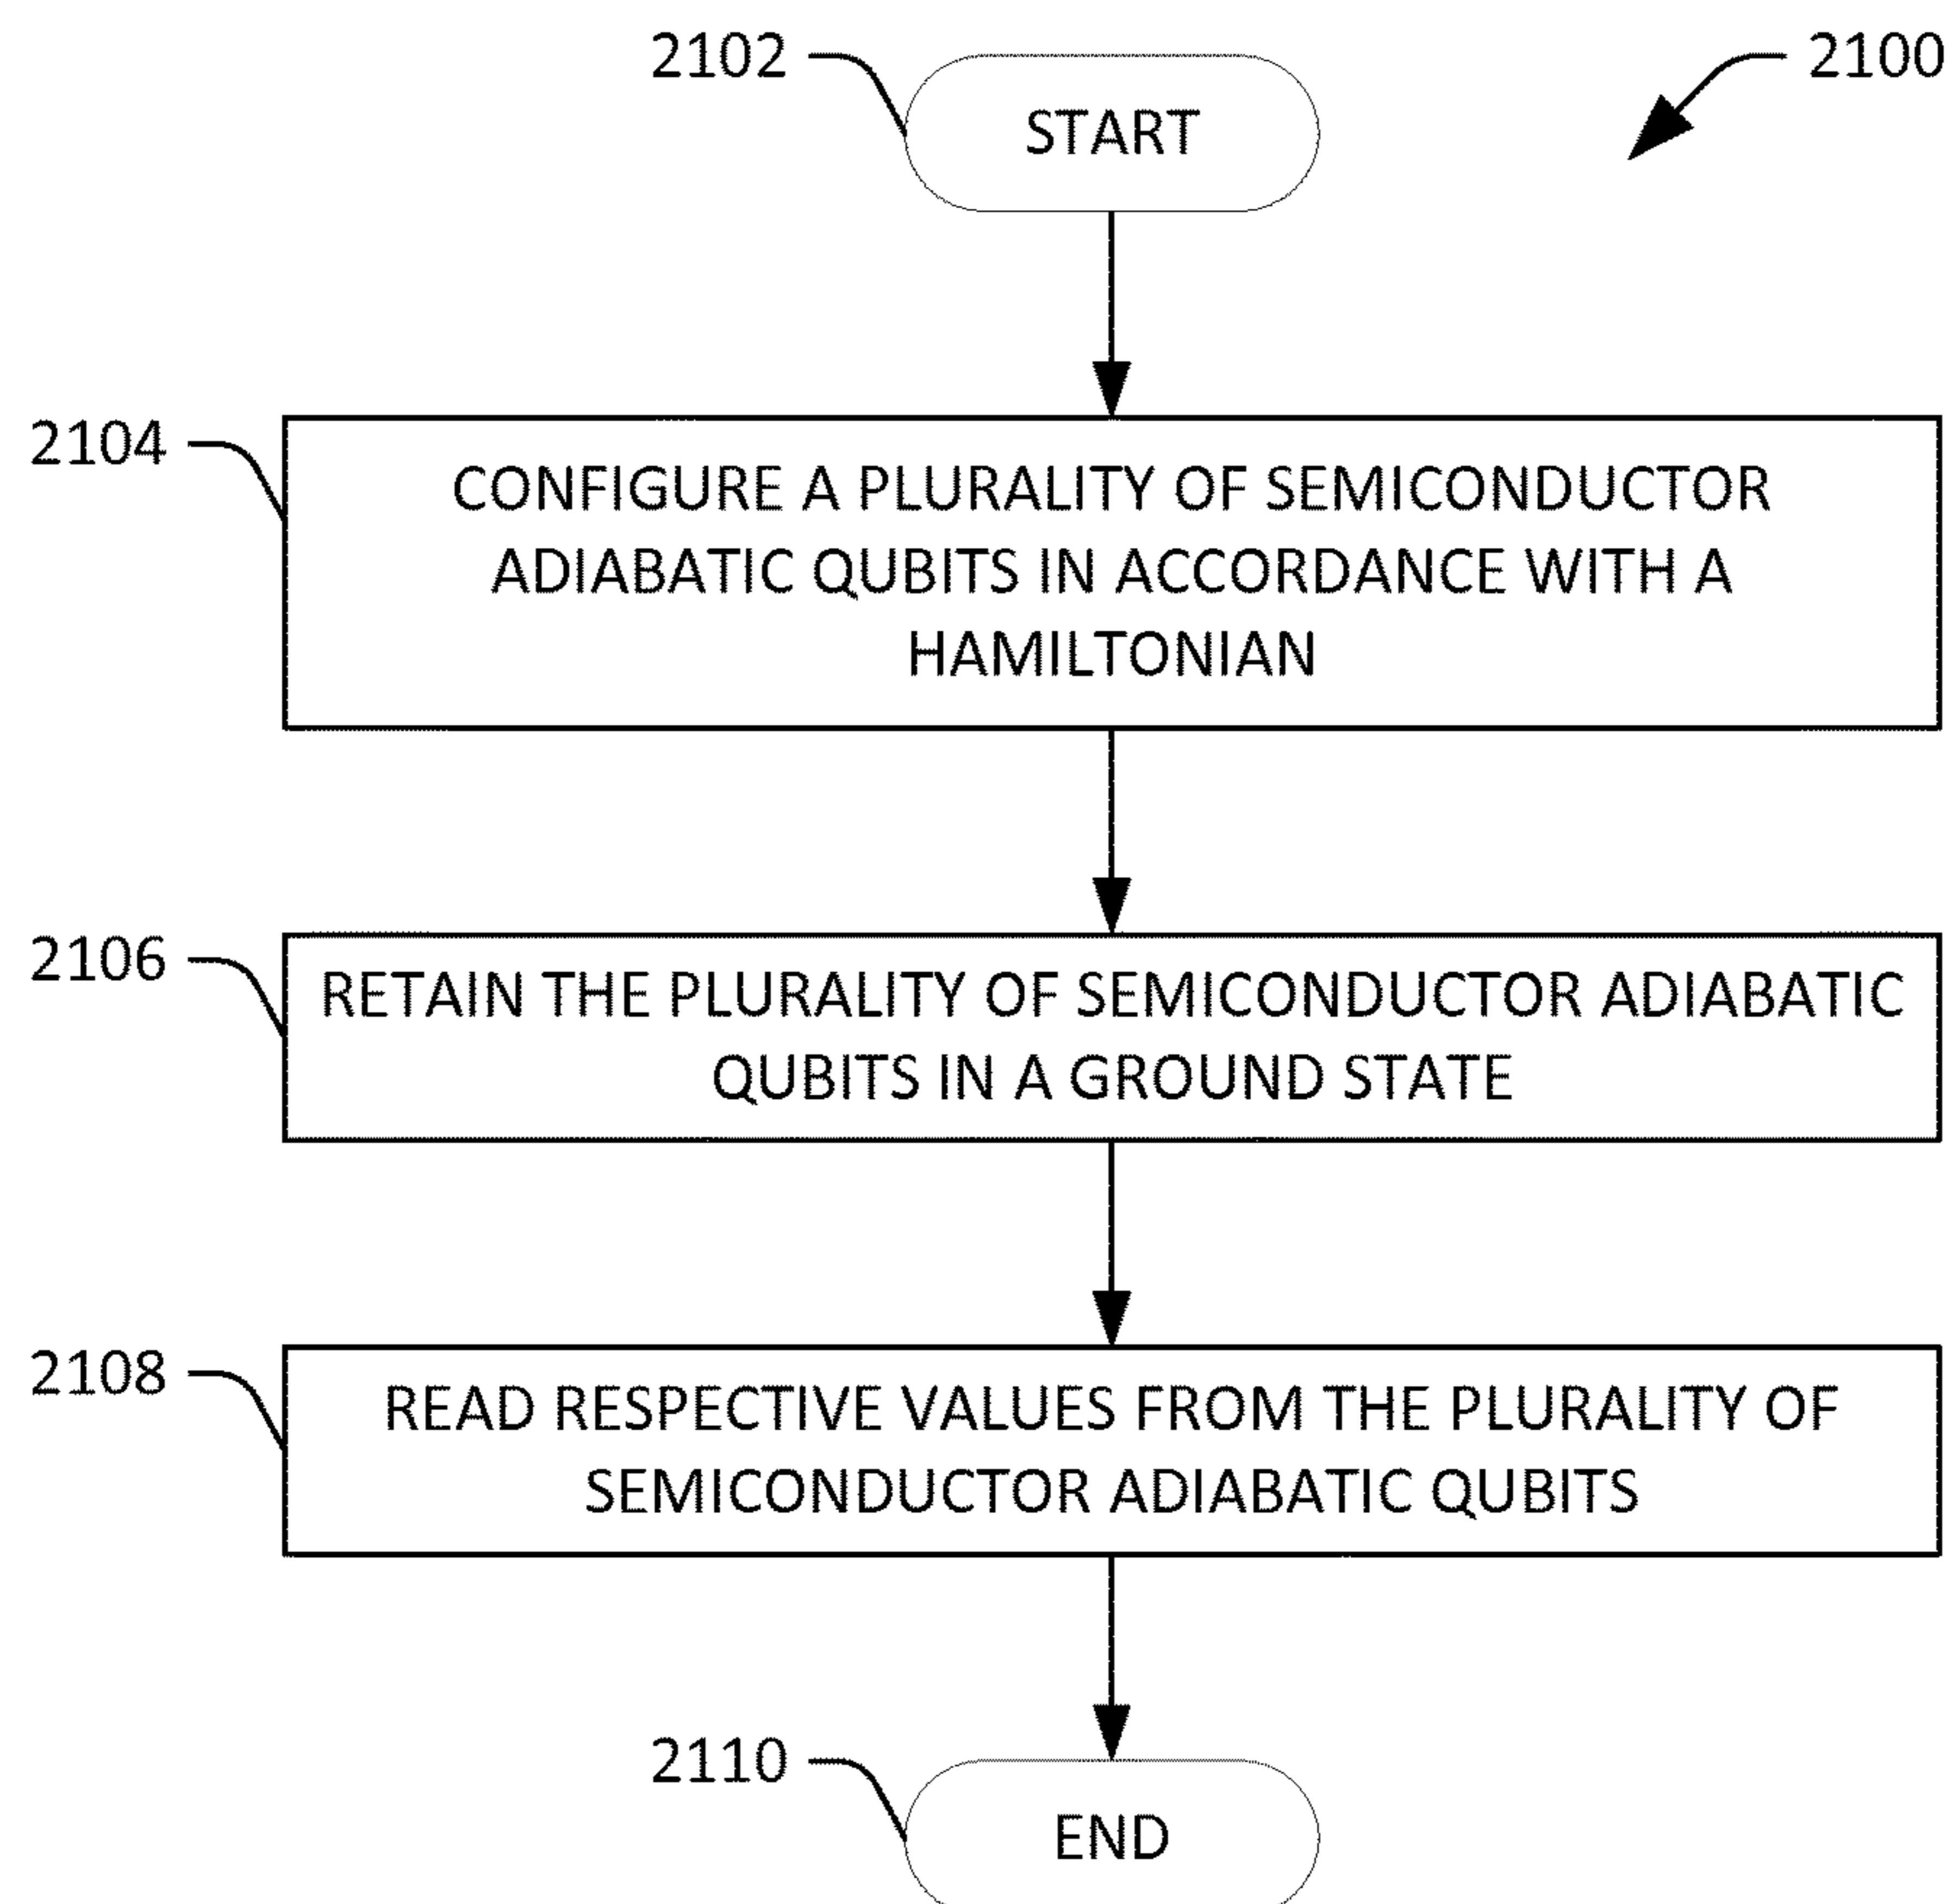 2102
2100
START
2104
CONFIGURE A PLURALITY OF SEMICONDUCTOR
ADIABATIC QUBITS IN ACCORDANCE WITH A
HAMILTONIAN
2106
RETAIN THE PLURALITY OF SEMICONDUCTOR ADIABATIC
QUBITS IN A GROUND STATE
2108
READ RESPECTIVE VALUES FROM THE PLURALITY OF
SEMICONDUCTOR ADIABATIC QUBITS
2110
END